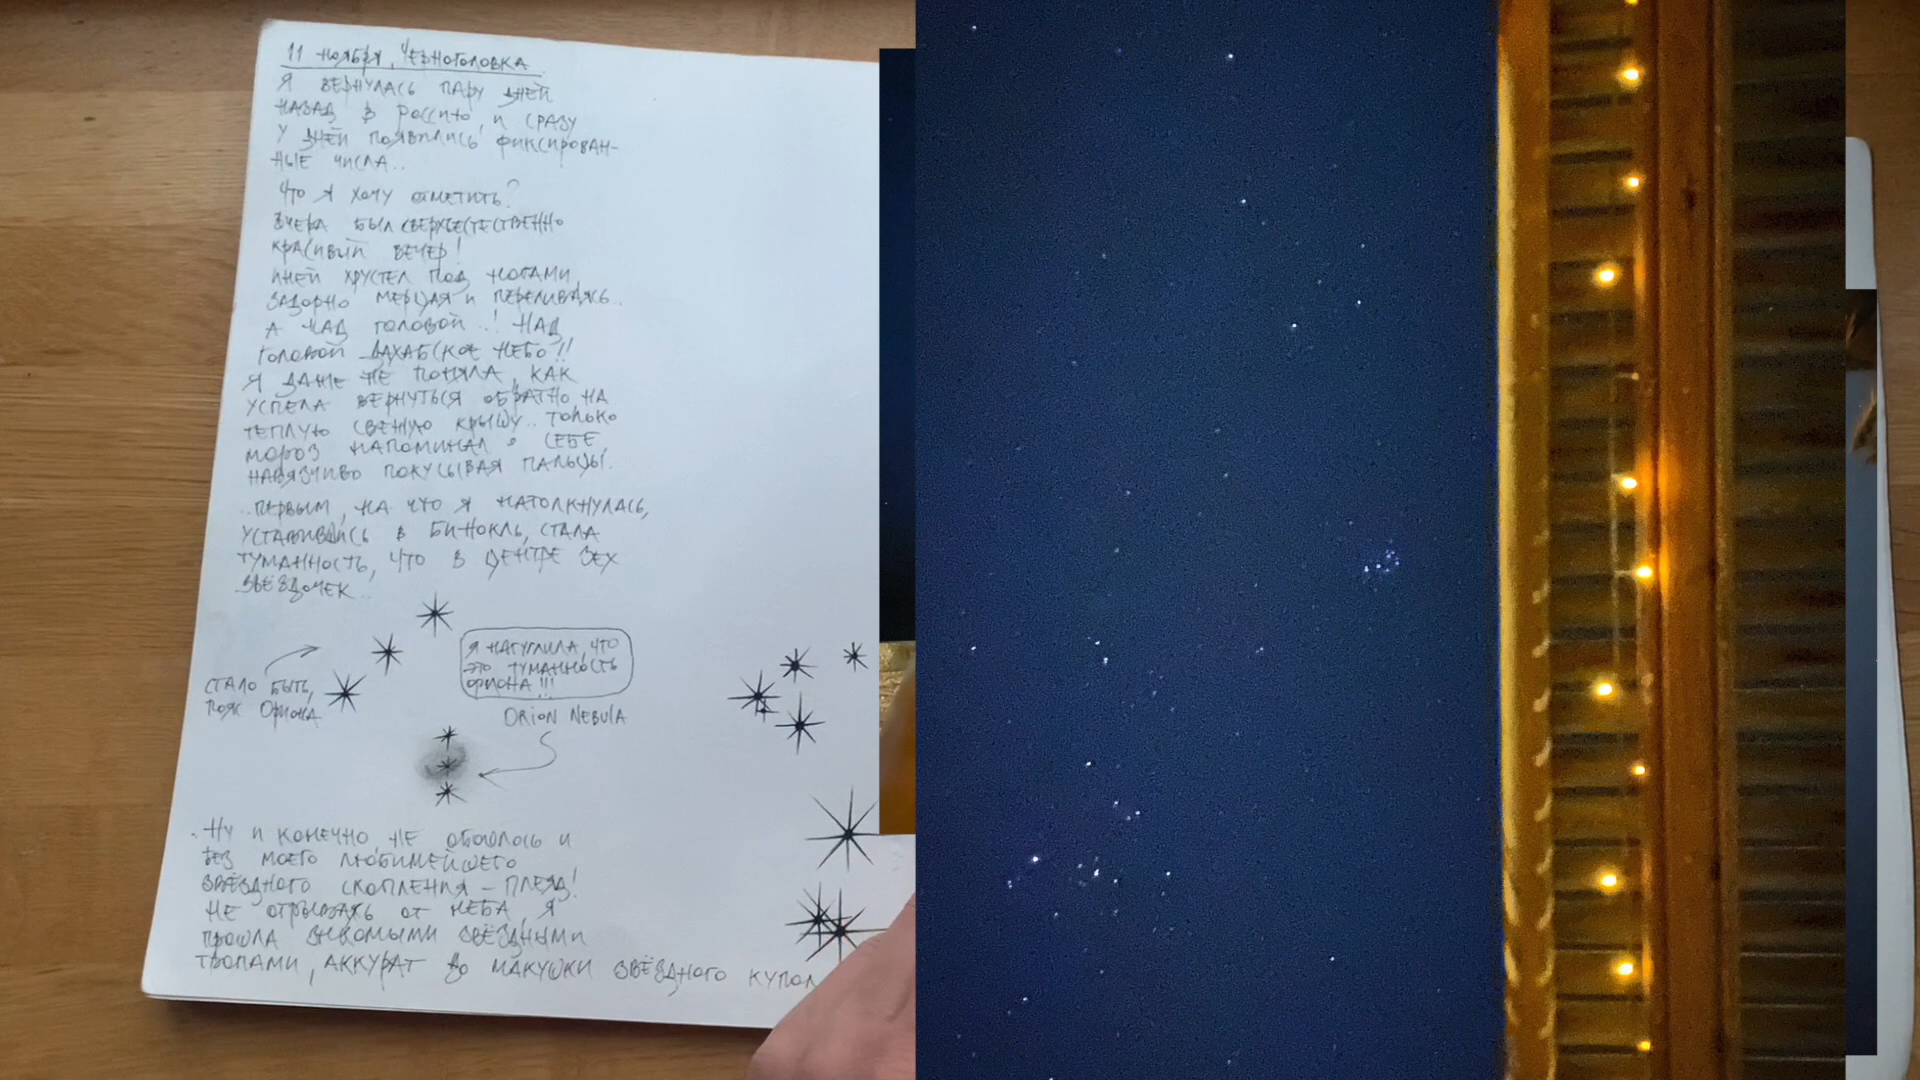 11 ноября, Черноголовка
Я вернулась пару дней
назад в Россию, и сразу
у дней появились фиксирован-
ные числа..
Что я хочу отметить?
Вчера был сверхъестественно
красивый вечер!
Иней хрустел под ногами,
задорно мерцая и переливаясь..
А над головой..! Над
головой дахабское небо!!
Я даже не поняла, как
успела вернуться обратно на
теплую свечную крышу.. только
мороз напоминал о себе,
навязчиво покусывая пальцы.
..первым, на что я натолкнулась,
уставившись в бинокль, стала
туманность, что в центре
звёздочек..
Я нагуглила, что
это туманность
Ориона!!!
Стало быть,
пояс Ориона
Orion Nebula
..Ну и конечно, не обошлось и
без моего любимейшего
звёздного скопления – Плеяд!
Не отрываясь от неба, я
прошла знакомыми звёздными
тропами, аккурат до макушки звёздного купол